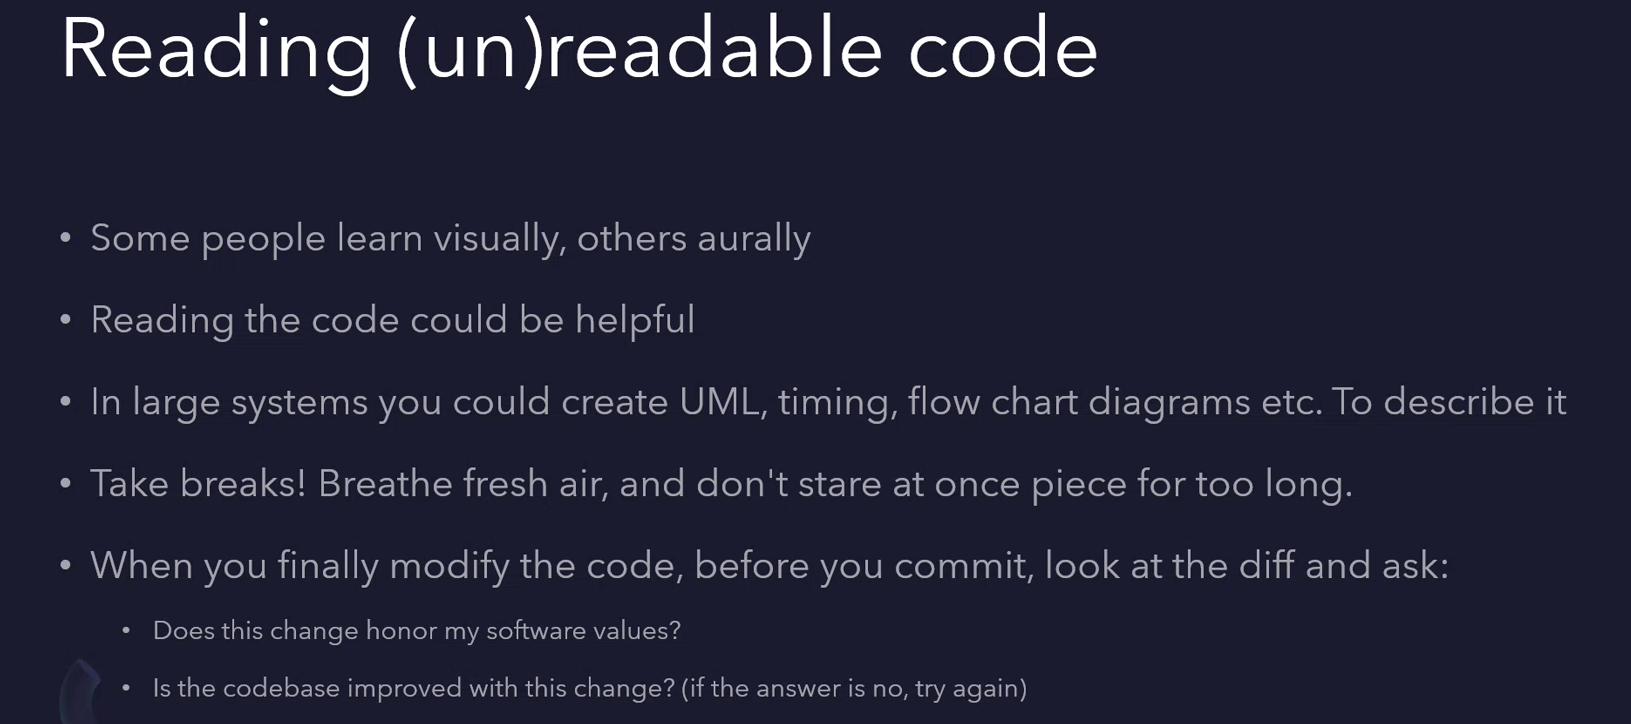 Reading (un)readable code
• Some people learn visually, others aurally
• Reading the code could be helpful
• In large systems you could create UML, timing, flow chart diagrams etc. To describe it
• Take breaks! Breathe fresh air, and don't stare at once piece for too long.
• When you finally modify the code, before you commit, look at the diff and ask:
• Does this change honor my software values?
• Is the codebase improved with this change? (if the answer is no, try again)